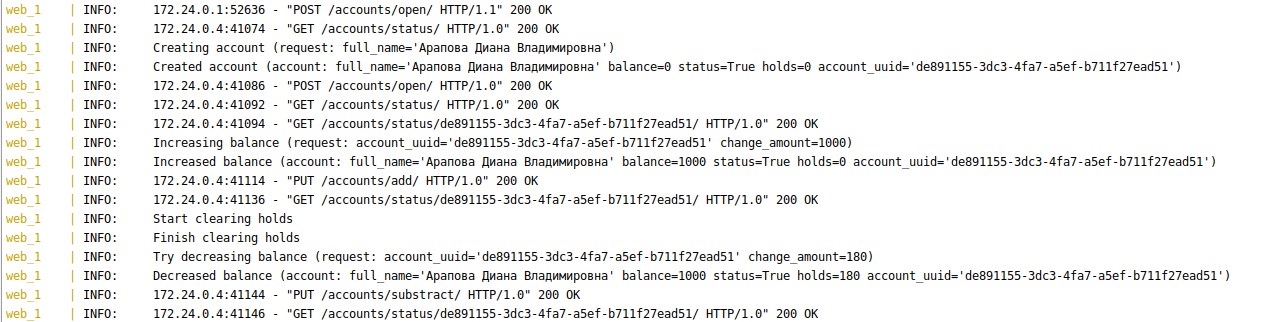 web_1 | INFO: 172.24.0.1:52636 - "POST /accounts/open/ HTTP/1.1" 200 OK
web_1 | INFO: 172.24.0.4:41074 - "GET /accounts/status/ HTTP/1.0" 200 OK
web_1 | INFO: Creating account (request: full_name='Арапова Диана Владимировна')
web_1 | INFO: Created account (account: full_name='Арапова Диана Владимировна' balance=0 status=True holds=0 account_uuid='de891155-3dc3-4fa7-a5ef-b711f27ead51')
web_1 | INFO: 172.24.0.4:41086 - "POST /accounts/open/ HTTP/1.0" 200 OK
web_1 | INFO: 172.24.0.4:41092 - "GET /accounts/status/ HTTP/1.0" 200 OK
web_1 | INFO: 172.24.0.4:41094 - "GET /accounts/status/de891155-3dc3-4fa7-a5ef-b711f27ead51/ HTTP/1.0" 200 OK
web_1 | INFO: Increasing balance (request: account_uuid='de891155-3dc3-4fa7-a5ef-b711f27ead51' change_amount=1000)
web_1 | INFO: Increased balance (account: full_name='Арапова Диана Владимировна' balance=1000 status=True holds=0 account_uuid='de891155-3dc3-4fa7-a5ef-b711f27ead51')
web_1 | INFO: 172.24.0.4:41114 - "PUT /accounts/add/ HTTP/1.0" 200 OK
web_1 | INFO: 172.24.0.4:41136 - "GET /accounts/status/de891155-3dc3-4fa7-a5ef-b711f27ead51/ HTTP/1.0" 200 OK
web_1 | INFO: Start clearing holds
web_1 | INFO: Finish clearing holds
web_1 | INFO: Try decreasing balance (request: account_uuid='de891155-3dc3-4fa7-a5ef-b711f27ead51' change_amount=180)
web_1 | INFO: Decreased balance (account: full_name='Арапова Диана Владимировна' balance=1000 status=True holds=180 account_uuid='de891155-3dc3-4fa7-a5ef-b711f27ead51')
web_1 | INFO: 172.24.0.4:41144 - "PUT /accounts/substract/ HTTP/1.0" 200 OK
web_1 | INFO: 172.24.0.4:41146 - "GET /accounts/status/de891155-3dc3-4fa7-a5ef-b711f27ead51/ HTTP/1.0" 200 OK